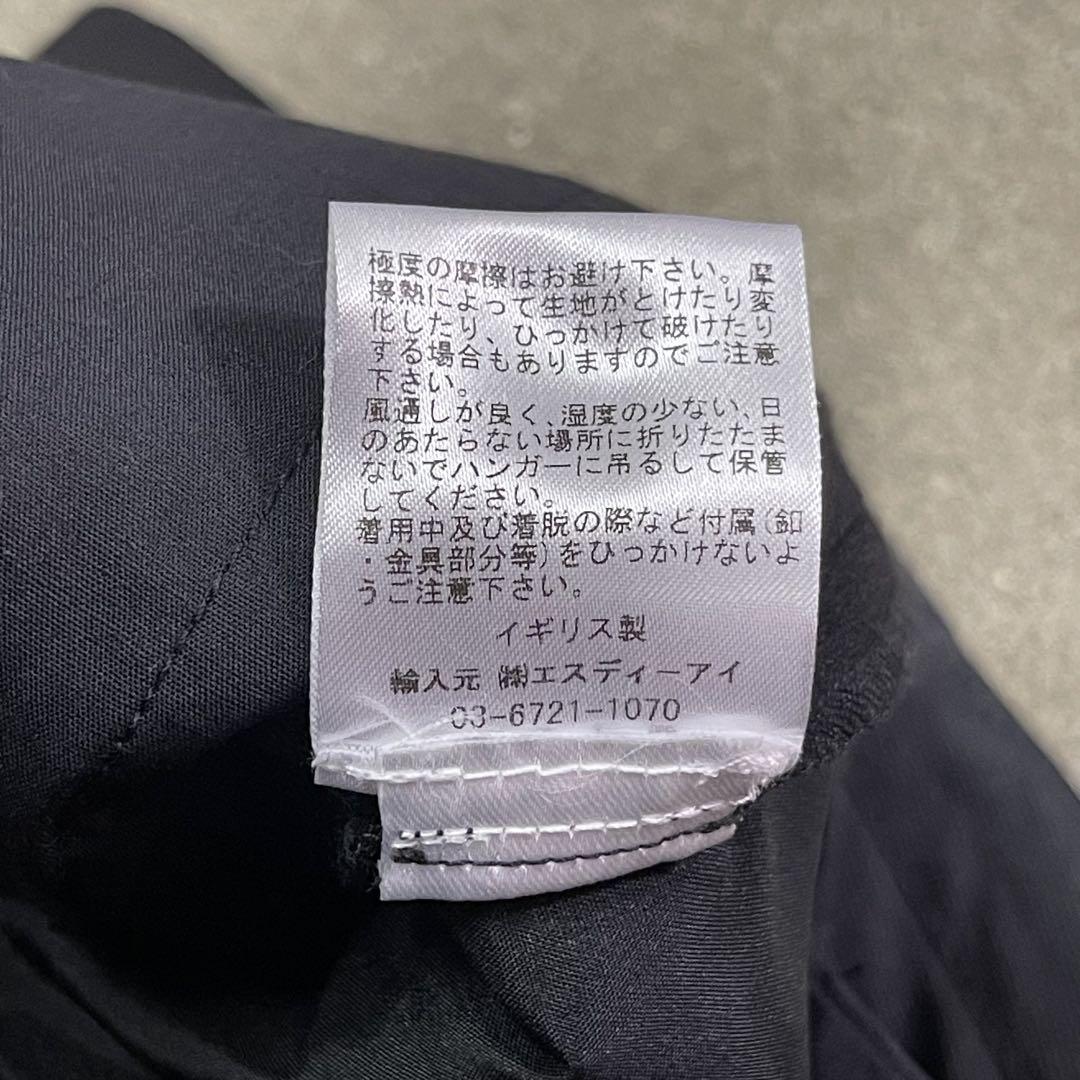 極度の摩擦はお避け下さい。摩
擦熱によって生地がとけたり変
化したり、ひっかけて破けたり
する場合もありますのでご注意
下さい。
風通しが良く、湿度の少ない、日
のあたらない場所に折りたたま
ないでハンガーに吊るして保管
してください。
着用中及び着脱の際など付属(釦
・金具部分等)をひっかけないよ
うご注意下さい。
イギリス製
輸入元 ㈱エスディーアイ
03-6721-1070